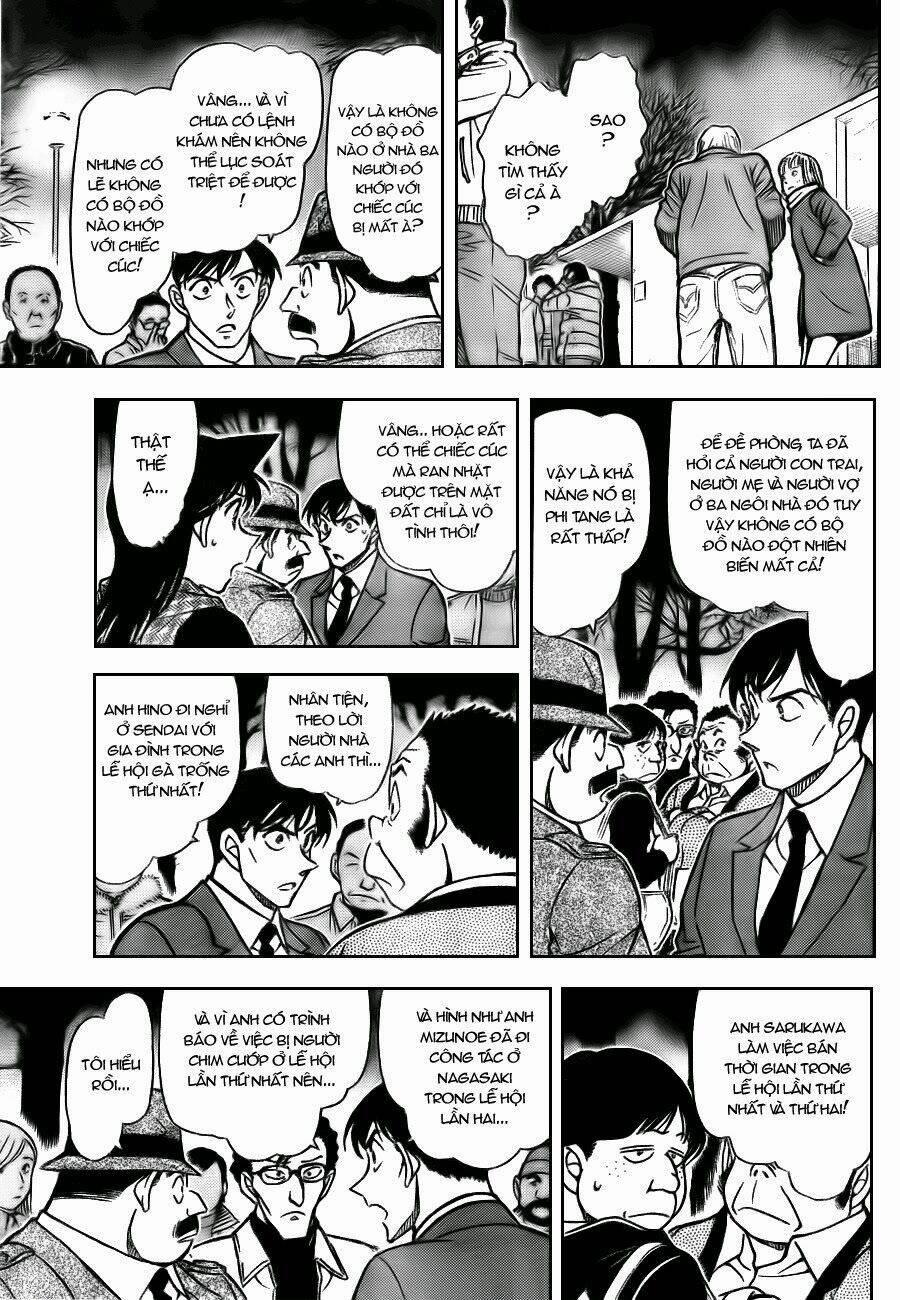 SAO
?
KHÔNG
TÌM THẤY
GÌ CẢ À
?
VẬY LÀ KHÔNG
CÓ BỘ ĐỒ
NÀO Ở NHÀ BA
NGƯỜI ĐÓ
KHỚP VỚI
CHIẾC CÚC
BỊ MẤT À?
VÂNG... VÀ VÌ
CHƯA CÓ LỆNH
KHÁM NÊN KHÔNG
THỂ LỤC SOÁT
TRIỆT ĐỂ ĐƯỢC
!
NHƯNG CÓ
LẼ KHÔNG
CÓ BỘ ĐỒ
NÀO KHỚP
VỚI CHIẾC
CÚC!
ĐỂ ĐỀ PHÒNG, TA ĐÃ
HỎI CẢ NGƯỜI CON TRAI,
NGƯỜI MẸ VÀ NGƯỜI VỢ
Ở BA NGÔI NHÀ ĐÓ TUY
VẬY KHÔNG CÓ BỘ
ĐỒ NÀO ĐỘT NHIÊN
BIẾN MẤT CẢ!
VẬY LÀ KHẢ
NĂNG NÓ BỊ
PHI TANG LÀ
RẤT THẤP!
VÂNG... HOẶC RẤT
CÓ THỂ CHIẾC CÚC
MÀ RAN NHẶT
ĐƯỢC TRÊN MẶT
ĐẤT CHỈ LÀ VÔ
TÌNH THÔI!
THẬT
THẾ
Ạ...
NHÂN TIỆN,
THEO LỜI
NGƯỜI NHÀ
CÁC ANH THÌ...
ANH HINO ĐI NGHỈ
Ở SENDAI VỚI
GIA ĐÌNH TRONG
LỄ HỘI GÀ TRỐNG
THỨ NHẤT!
ANH SARUKAWA
LÀM VIỆC BÁN
THỜI GIAN TRONG
LỄ HỘI LẦN THỨ
NHẤT VÀ THỨ HAI!
VÀ HÌNH NHƯ ANH
MIZUNOE ĐÃ ĐI
CÔNG TÁC Ở
NAGASAKI
TRONG LỄ HỘI
LẦN HAI...
VÀ VÌ ANH CÓ TRÌNH
BÁO VỀ VIỆC BỊ NGƯỜI
CHIM CƯỚP Ở LỄ HỘI
LẦN THỨ NHẤT NÊN...
TÔI HIỂU
RỒI...